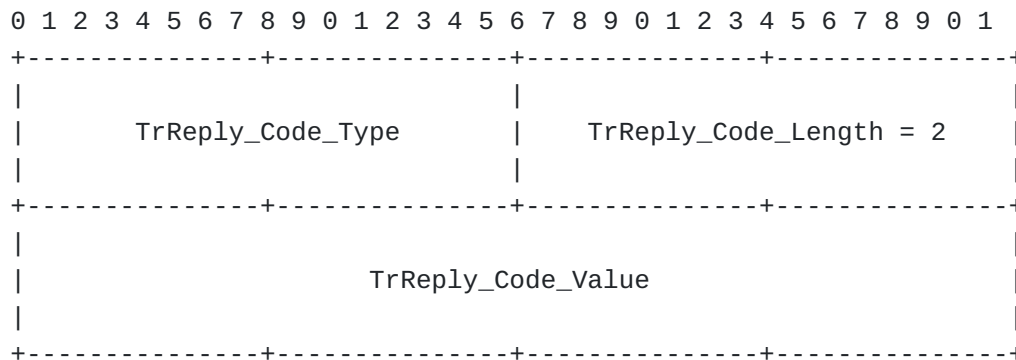 0 1 2 3 4 5 6 7 8 9 0 1 2 3 4 5 6 7 8 9 0 1 2 3 4 5 6 7 8 9 0 1
+---------------+---------------+---------------+---------------+
| | |
| TrReply_Code_Type | TrReply_Code_Length = 2 |
| | |
+---------------+---------------+---------------+---------------+
| |
| TrReply_Code_Value |
| |
+---------------+---------------+---------------+---------------+